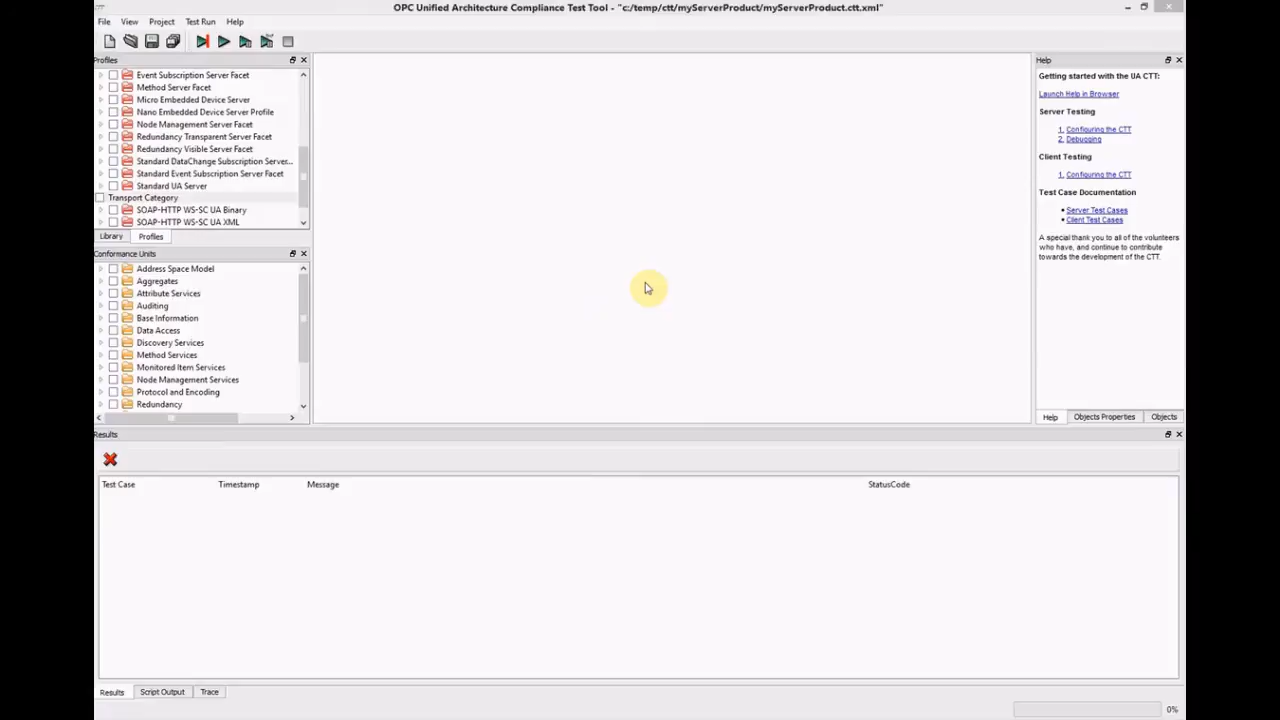 OPC Unified Architecture Compliance Test Tool - "c:/temp/ctt/myServerProduct/myServerProduct.ctt.xml"
File View Project Test Run Help
Profiles
Event Subscription Server Facet
Method Server Facet
Micro Embedded Device Server
Nano Embedded Device Server Profile
Node Management Server Facet
Redundancy Transparent Server Facet
Redundancy Visible Server Facet
Standard DataChange Subscription Server...
Standard Event Subscription Server Facet
Standard UA Server
Transport Category
SOAP-HTTP WS-SC UA Binary
SOAP-HTTP WS-SC UA XML
Library Profiles
Conformance Units
Address Space Model
Aggregates
Attribute Services
Auditing
Base Information
Data Access
Discovery Services
Method Services
Monitored Item Services
Node Management Services
Protocol and Encoding
Redundancy
Help
Getting started with the UA CTT:
Launch Help in Browser
Server Testing
1. Configuring the CTT
2. Debugging
Client Testing
1. Configuring the CTT
Test Case Documentation
• Server Test Cases
• Client Test Cases
A special thank you to all of the volunteers
who have, and continue to contribute
towards the development of the CTT.
Help Objects Properties Objects
Results
Test Case Timestamp Message StatusCode
Results Script Output Trace
0%